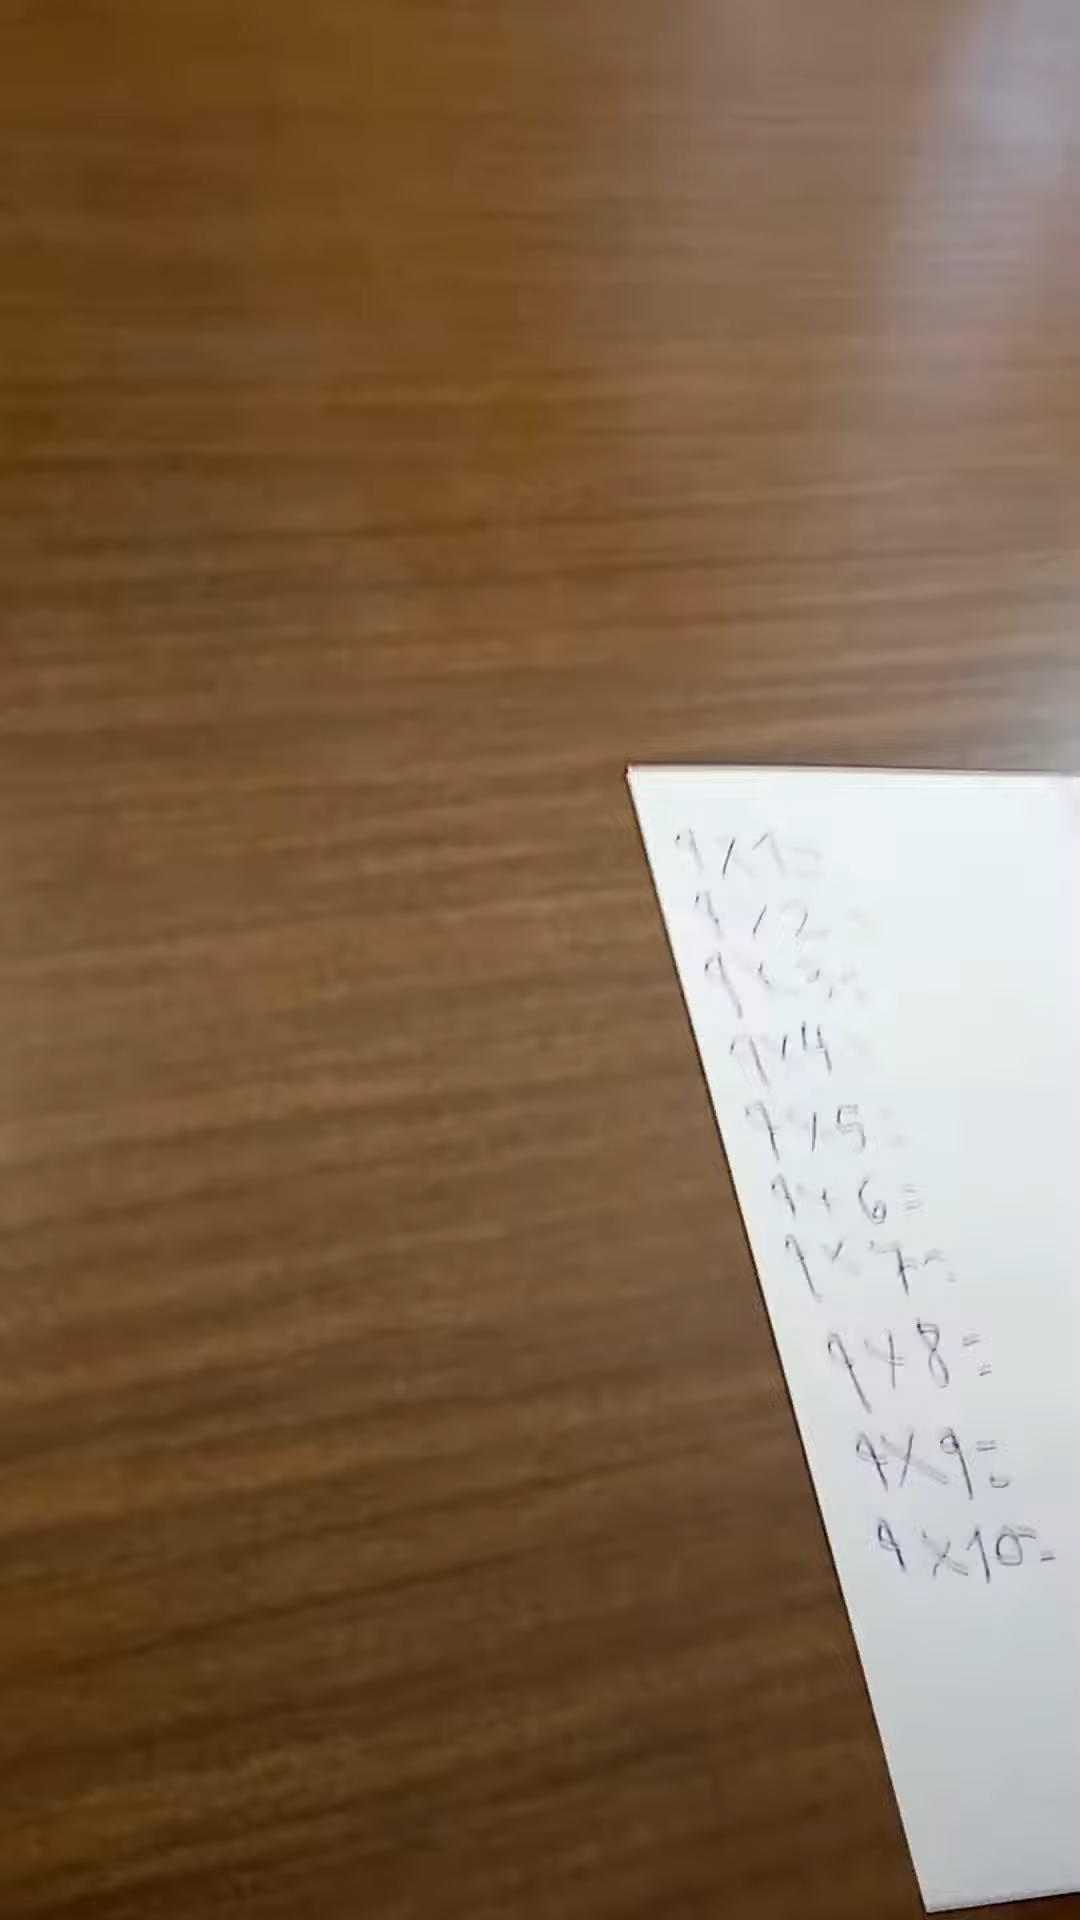 9x1=
9x2=
9x3=
9x4=
9x5=
9x6=
9x7=
9x8=
9x9=
9x10=